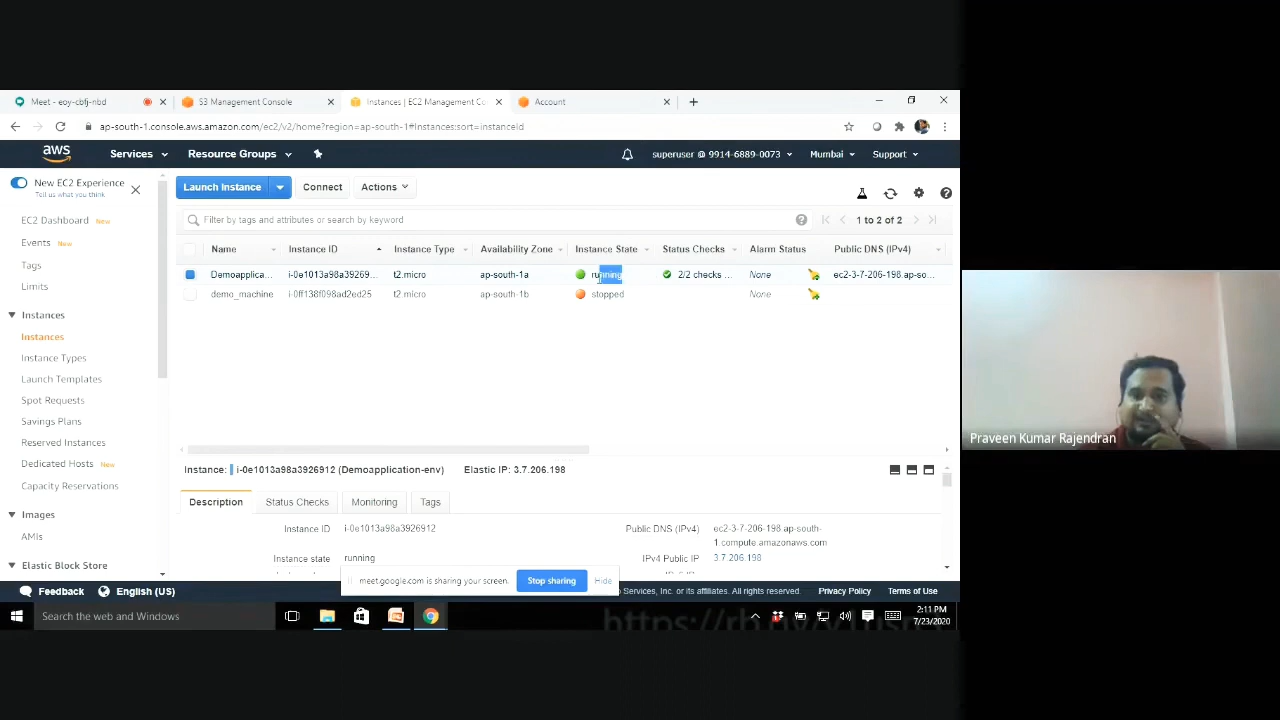 Meet - eoy-cbfj-nbd
S3 Management Console
Instances | EC2 Management Co
Account
ap-south-1.console.aws.amazon.com/ec2/v2/home?region=ap-south-1#Instances:sort=instanceId
aws
Services
Resource Groups
superuser @ 9914-6889-0073
Mumbai
Support
New EC2 Experience
Tell us what you think
Launch Instance
Connect
Actions
EC2 Dashboard New
Events New
Tags
Limits
Instances
Instances
Instance Types
Launch Templates
Spot Requests
Savings Plans
Reserved Instances
Dedicated Hosts New
Capacity Reservations
Images
AMIs
Elastic Block Store
Filter by tags and attributes or search by keyword
1 to 2 of 2
Name Instance ID Instance Type Availability Zone Instance State Status Checks Alarm Status Public DNS (IPv4)
Demoapplica... i-0e1013a98a39269... t2.micro ap-south-1a running 2/2 checks ... None ec2-3-7-206-198.ap-so...
demo_machine i-0ff138f098ad2ed25 t2.micro ap-south-1b stopped None
Instance: i-0e1013a98a3926912 (Demoapplication-env) Elastic IP: 3.7.206.198
Description Status Checks Monitoring Tags
Instance ID i-0e1013a98a3926912
Public DNS (IPv4) ec2-3-7-206-198.ap-south-
1.compute.amazonaws.com
Instance state running
IPv4 Public IP 3.7.206.198
meet.google.com is sharing your screen.
Stop sharing
Hide
Feedback
English (US)
Services, Inc. or its affiliates. All rights reserved.
Privacy Policy
Terms of Use
Search the web and Windows
2:11 PM
7/23/2020
Praveen Kumar Rajendran